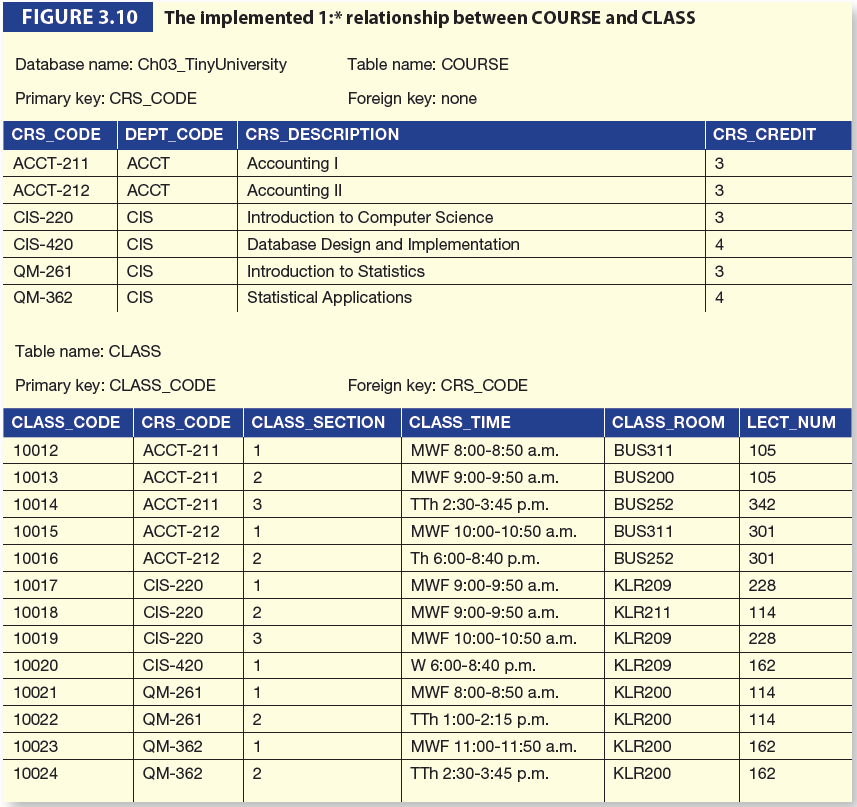 FIGURE 3.10 The implemented 1:* relationship between COURSE and CLASS
Database name: Ch03_TinyUniversity Table name: COURSE
Primary key: CRS_CODE Foreign key: none
CRS_CODE DEPT_CODE CRS_DESCRIPTION CRS_CREDIT
ACCT-211 ACCT Accounting I 3
ACCT-212 ACCT Accounting II 3
CIS-220 CIS Introduction to Computer Science 3
CIS-420 CIS Database Design and Implementation 4
QM-261 CIS Introduction to Statistics 3
QM-362 CIS Statistical Applications 4
Table name: CLASS
Primary key: CLASS_CODE Foreign key: CRS_CODE
CLASS_CODE CRS_CODE CLASS_SECTION CLASS_TIME CLASS_ROOM LECT_NUM
10012 ACCT-211 1 MWF 8:00-8:50 a.m. BUS311 105
10013 ACCT-211 2 MWF 9:00-9:50 a.m. BUS200 105
10014 ACCT-211 3 TTh 2:30-3:45 p.m. BUS252 342
10015 ACCT-212 1 MWF 10:00-10:50 a.m. BUS311 301
10016 ACCT-212 2 Th 6:00-8:40 p.m. BUS252 301
10017 CIS-220 1 MWF 9:00-9:50 a.m. KLR209 228
10018 CIS-220 2 MWF 9:00-9:50 a.m. KLR211 114
10019 CIS-220 3 MWF 10:00-10:50 a.m. KLR209 228
10020 CIS-420 1 W 6:00-8:40 p.m. KLR209 162
10021 QM-261 1 MWF 8:00-8:50 a.m. KLR200 114
10022 QM-261 2 TTh 1:00-2:15 p.m. KLR200 114
10023 QM-362 1 MWF 11:00-11:50 a.m. KLR200 162
10024 QM-362 2 TTh 2:30-3:45 p.m. KLR200 162